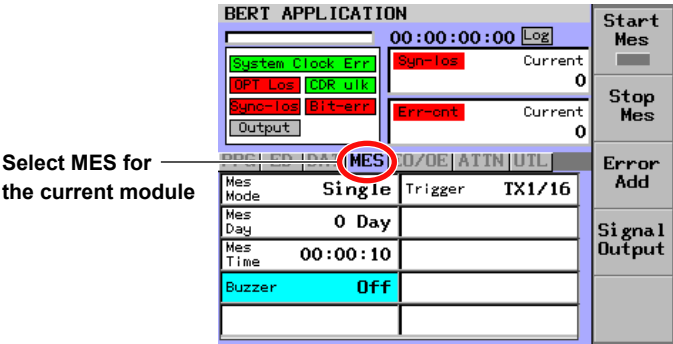 BERT APPLICATION
00:00:00:00 Log
System Clock Err
OPT Los CDR ulk
Sync-los Bit-err
Output
Syn-los Current
0
Err-cnt Current
0
Start
Mes
Stop
Mes
Error
Add
Signal
Output
Select MES for
the current module
PPG ED DAT MES EO/OE ATTN UTL
Mes
Mode Single
Trigger TX1/16
Mes
Day 0 Day
Mes
Time 00:00:10
Buzzer Off